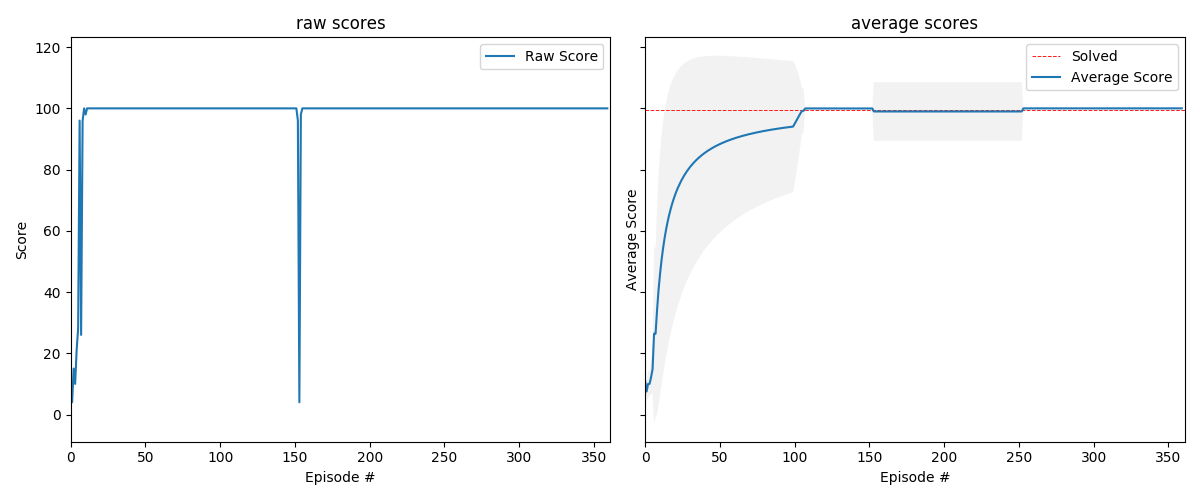 raw scores
120
100
80
60
40
20
0
Score
Raw Score
0 50 100 150 200 250 300 350
Episode #
average scores
Average Score
Solved
Average Score
0 50 100 150 200 250 300 350
Episode #